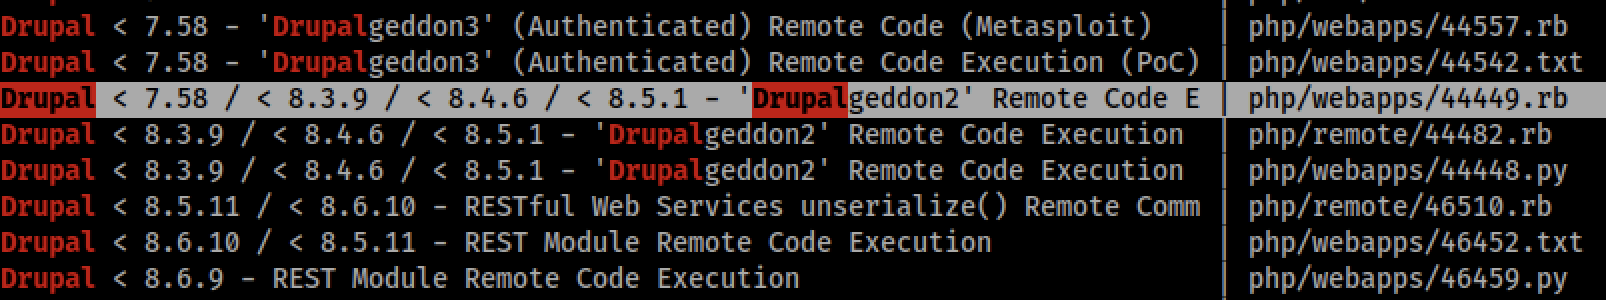 Drupal < 7.58 - 'Drupalgeddon3' (Authenticated) Remote Code (Metasploit) | php/webapps/44557.rb
Drupal < 7.58 - 'Drupalgeddon3' (Authenticated) Remote Code Execution (PoC) | php/webapps/44542.txt
Drupal < 7.58 / < 8.3.9 / < 8.4.6 / < 8.5.1 - 'Drupalgeddon2' Remote Code E | php/webapps/44449.rb
Drupal < 8.3.9 / < 8.4.6 / < 8.5.1 - 'Drupalgeddon2' Remote Code Execution | php/remote/44482.rb
Drupal < 8.3.9 / < 8.4.6 / < 8.5.1 - 'Drupalgeddon2' Remote Code Execution | php/webapps/44448.py
Drupal < 8.5.11 / < 8.6.10 - RESTful Web Services unserialize() Remote Comm | php/remote/46510.rb
Drupal < 8.6.10 / < 8.5.11 - REST Module Remote Code Execution | php/webapps/46452.txt
Drupal < 8.6.9 - REST Module Remote Code Execution | php/webapps/46459.py